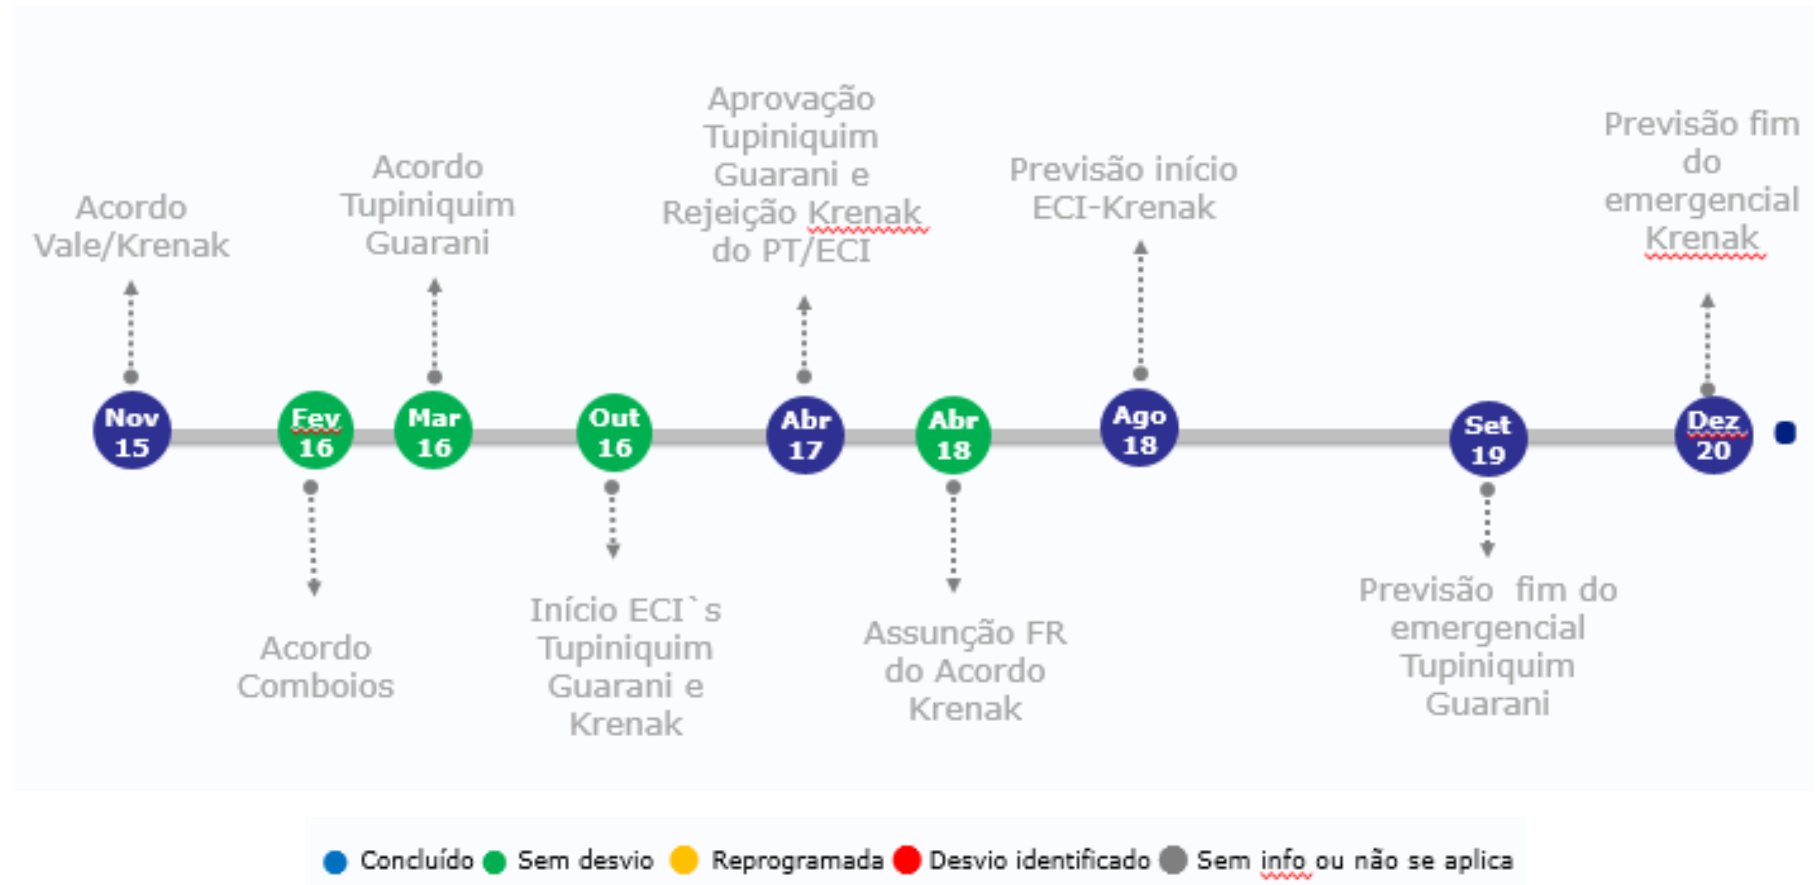 Acordo
Vale/Krenak
Acordo
Tupiniquim
Guarani
Aprovação
Tupiniquim
Guarani e
Rejeição Krenak
do PT/ECI
Previsão início
ECI-Krenak
Previsão fim
do
emergencial
Krenak
Nov
15
Fev
16
Mar
16
Out
16
Abr
17
Abr
18
Ago
18
Set
19
Dez
20
Acordo
Comboios
Início ECI`s
Tupiniquim
Guarani e
Krenak
Assunção FR
do Acordo
Krenak
Previsão  fim do
emergencial
Tupiniquim
Guarani
Concluído Sem desvio Reprogramada Desvio identificado Sem info ou não se aplica